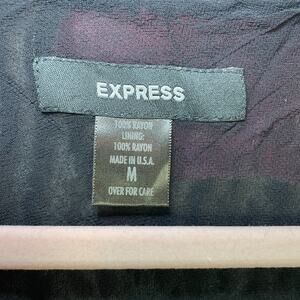 EXPRESS
100% RAYON
LINING:
100% RAYON
MADE IN U.S.A.
M
OVER FOR CARE